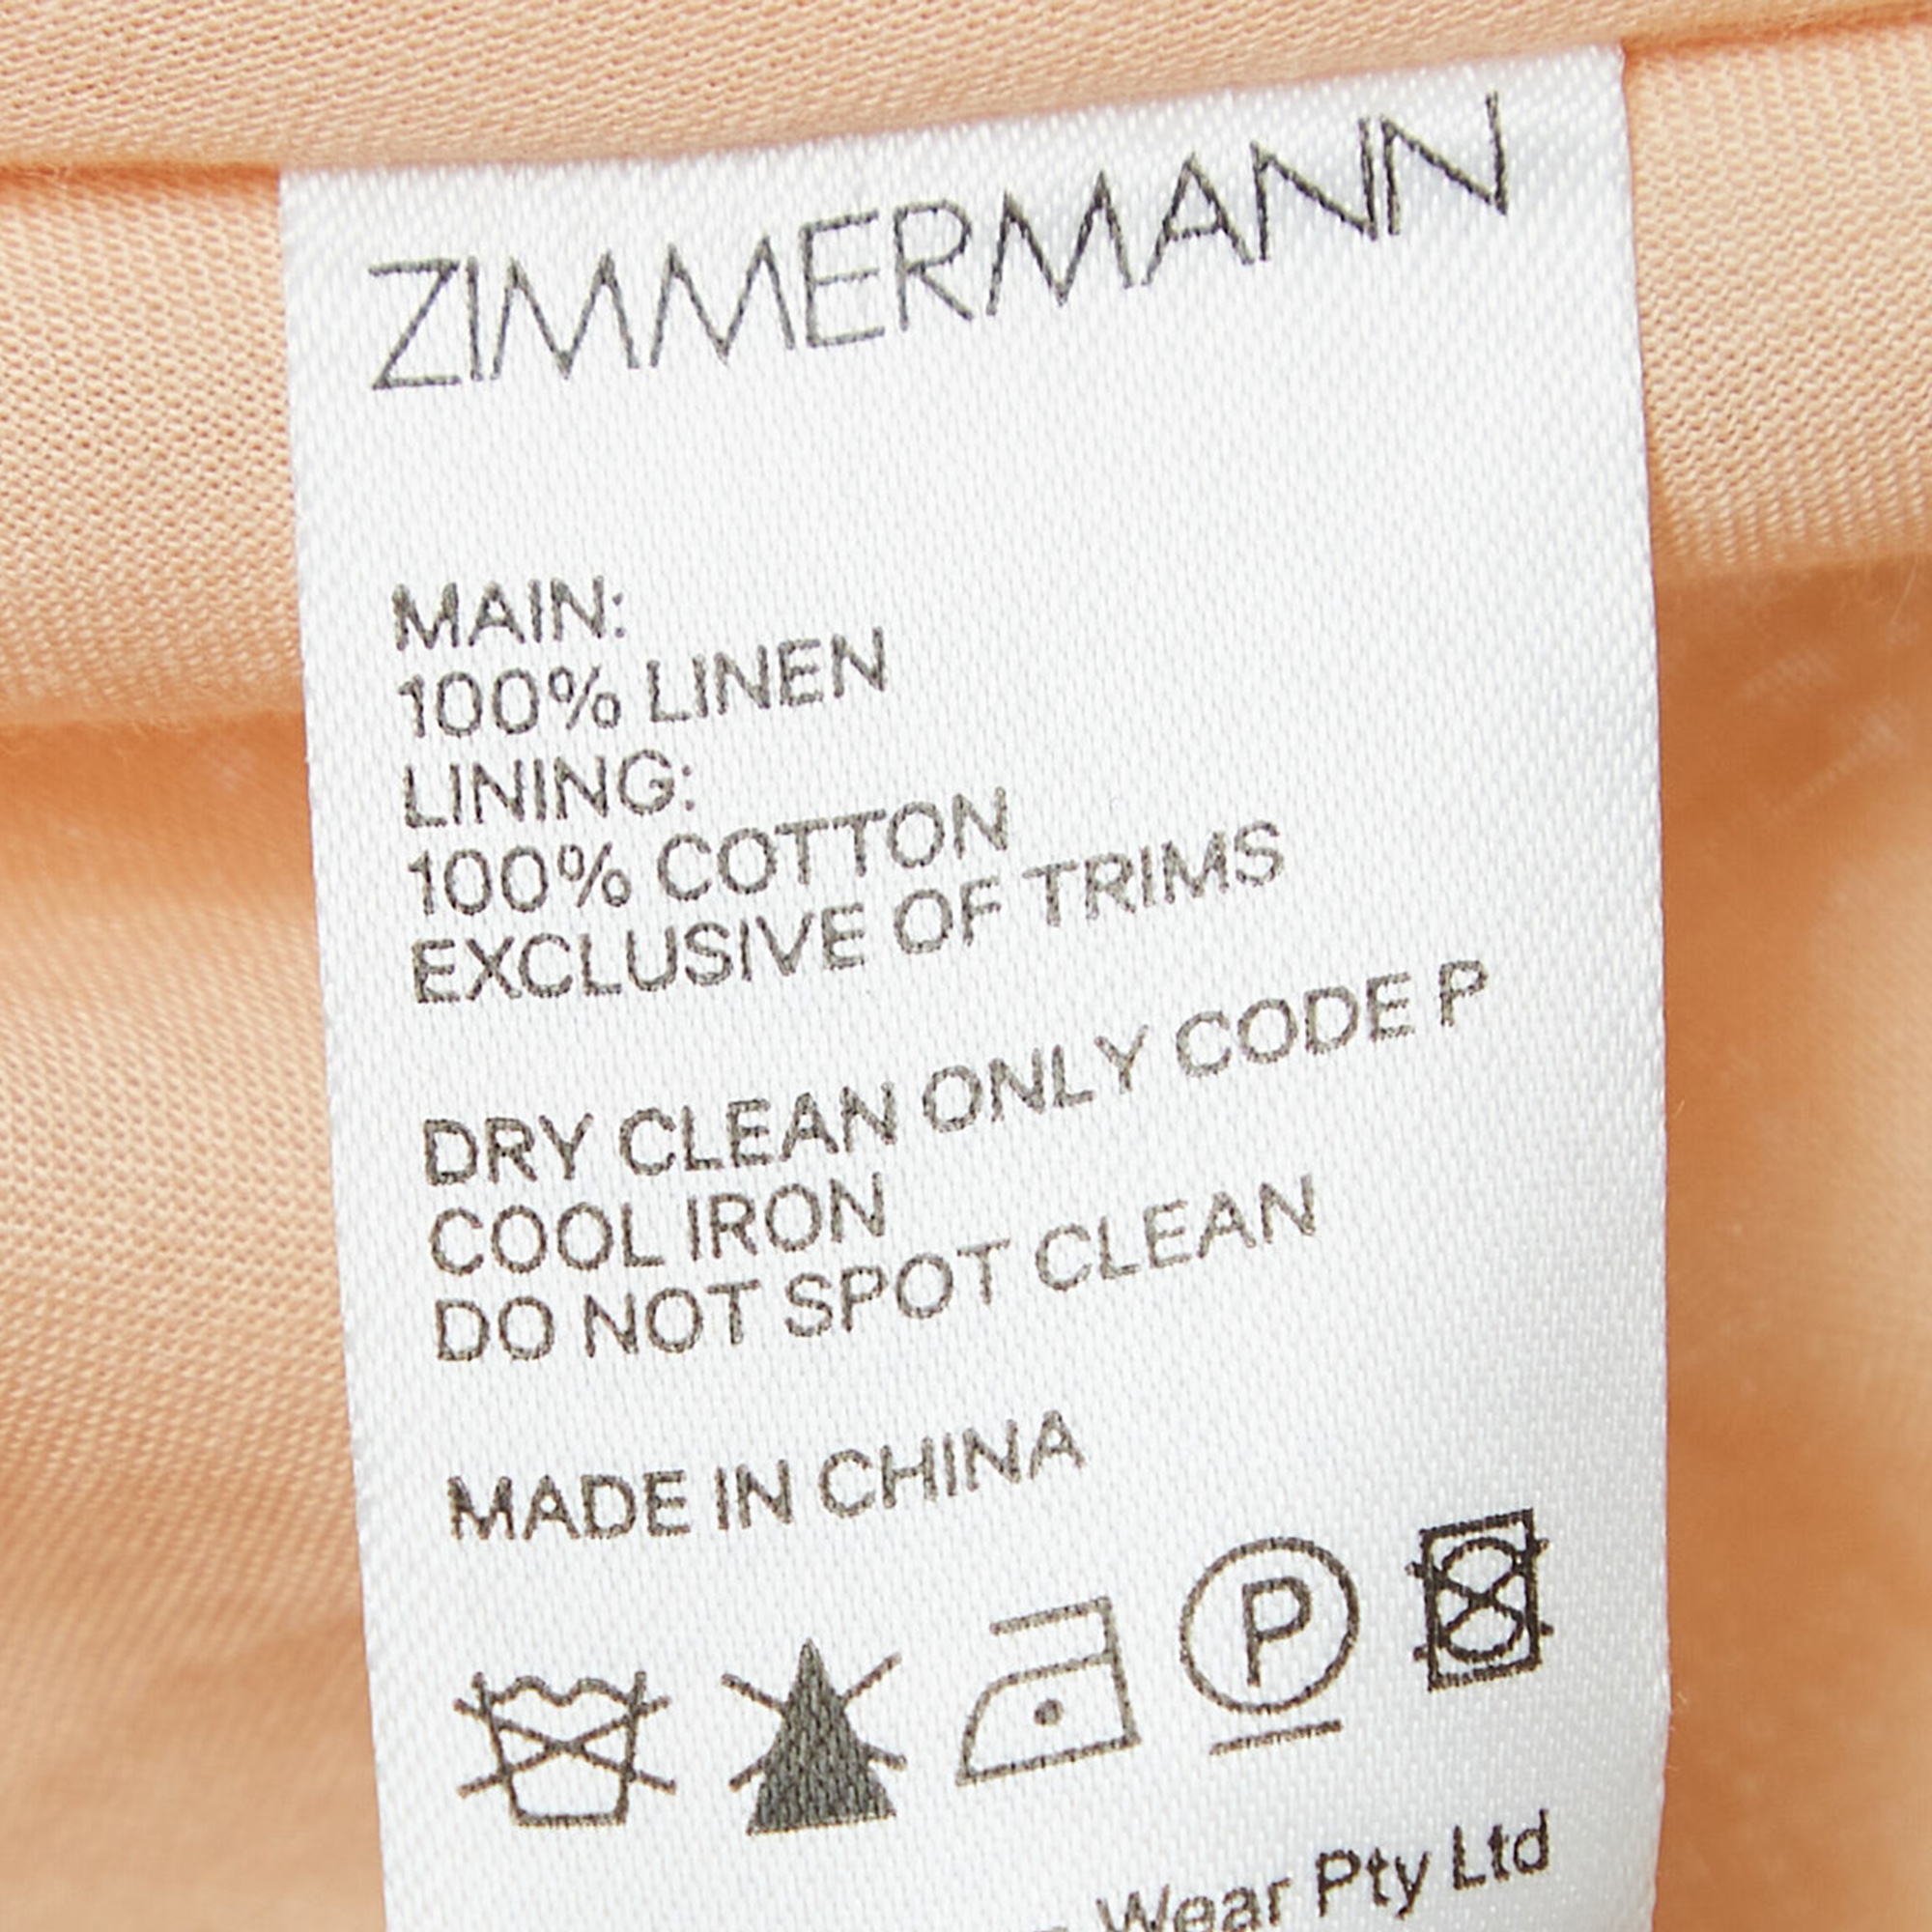 ZIMMERMANN
MAIN:
100% LINEN
LINING:
100% COTTON
EXCLUSIVE OF TRIMS
DRY CLEAN ONLY CODE P
COOL IRON
DO NOT SPOT CLEAN
MADE IN CHINA
P
Wear Pty Ltd